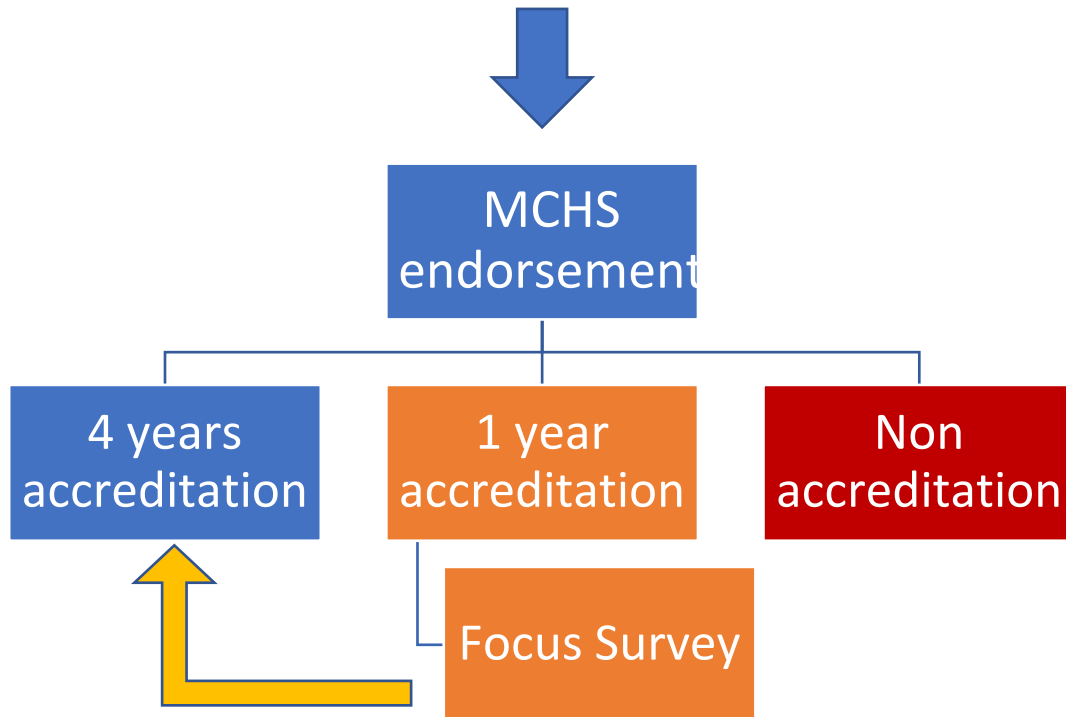 MCHS
endorsement
4 years
accreditation
1 year
accreditation
Non
accreditation
Focus Survey